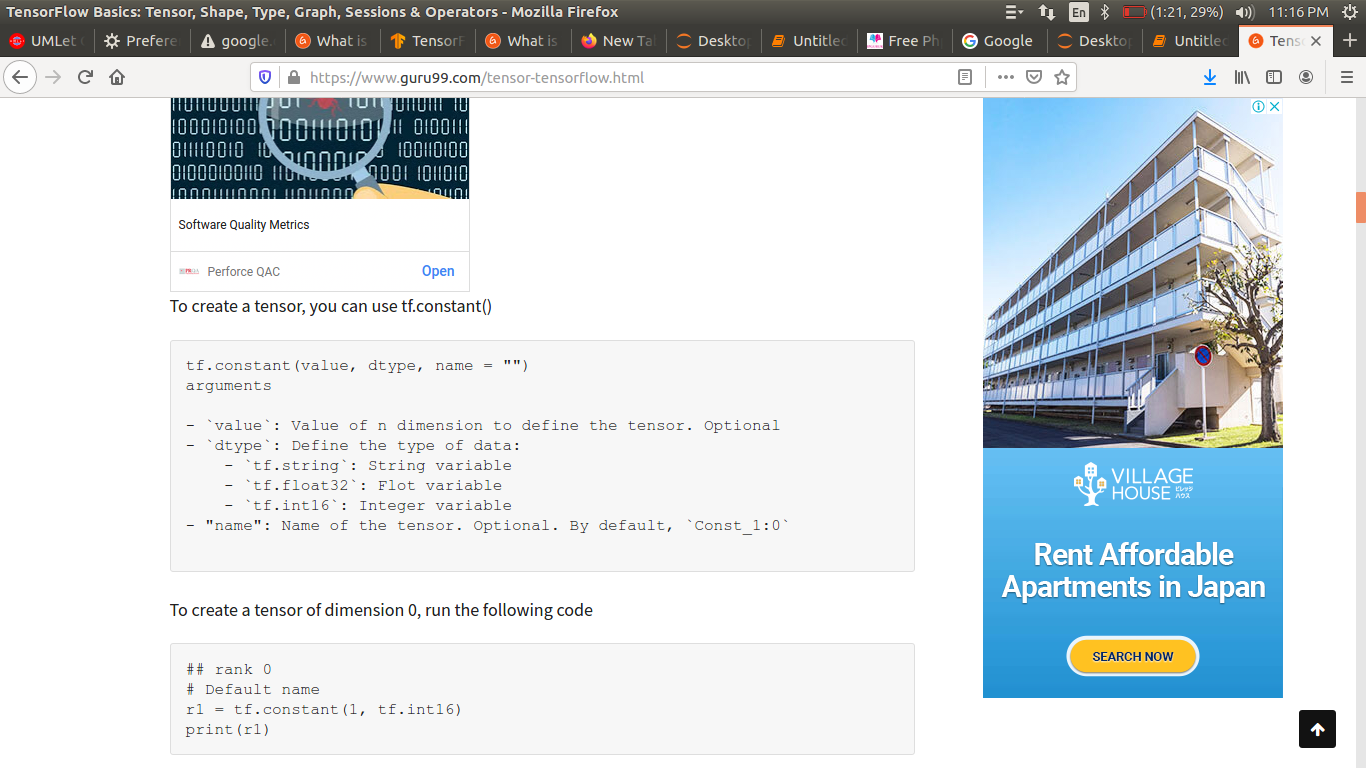 TensorFlow Basics: Tensor, Shape, Type, Graph, Sessions & Operators - Mozilla Firefox
En
(1:21, 29%)
11:16 PM
UMLet
Prefere
google
What is
TensorF
What is
New Ta
Deskto
Untitle
Free Ph
Google
Deskto
Untitle
Tens
https://www.guru99.com/tensor-tensorflow.html
Software Quality Metrics
Perforce QAC
Open
To create a tensor, you can use tf.constant()
tf.constant(value, dtype, name = "")
arguments
- `value`: Value of n dimension to define the tensor. Optional
- `dtype`: Define the type of data:
- `tf.string`: String variable
- `tf.float32`: Flot variable
- `tf.int16`: Integer variable
- "name": Name of the tensor. Optional. By default, `Const_1:0`
To create a tensor of dimension 0, run the following code
## rank 0
# Default name
r1 = tf.constant(1, tf.int16)
print(r1)
VILLAGE
HOUSE ビレッジ
ハウス
Rent Affordable
Apartments in Japan
SEARCH NOW